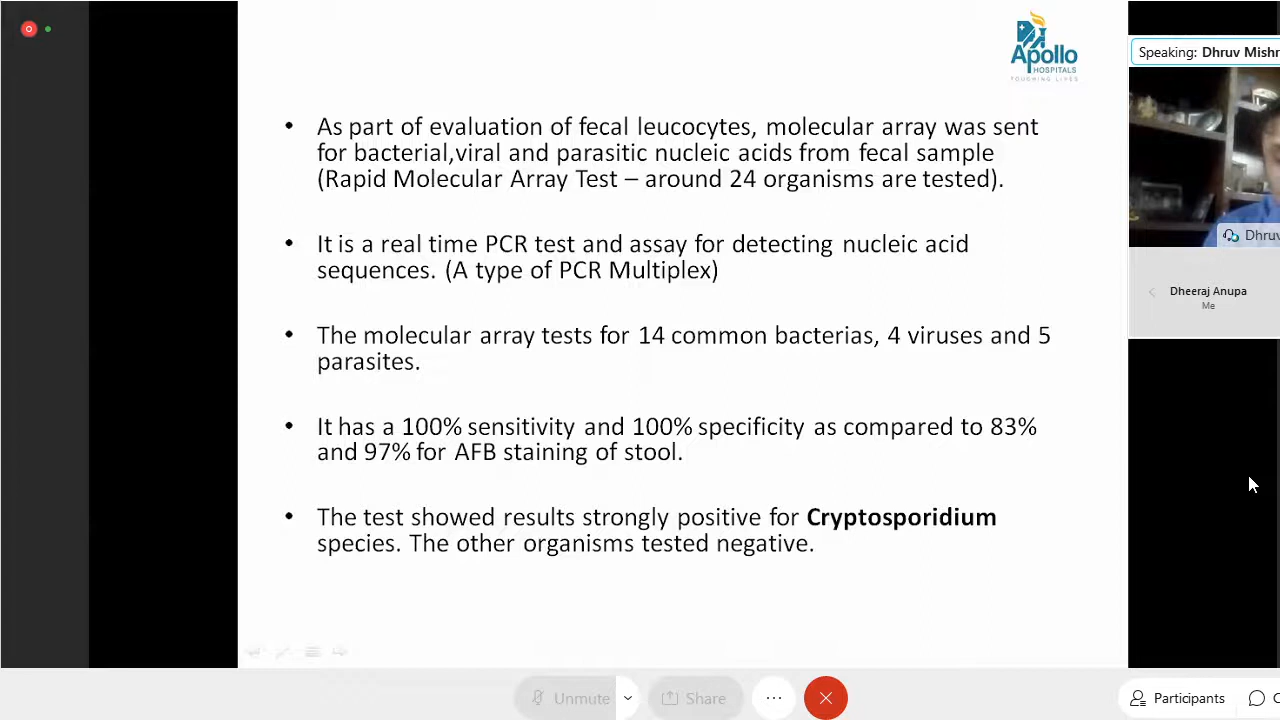 Apollo
HOSPITALS
TOUCHING LIVES
Speaking: Dhruv Mishr
• As part of evaluation of fecal leucocytes, molecular array was sent
for bacterial,viral and parasitic nucleic acids from fecal sample
(Rapid Molecular Array Test – around 24 organisms are tested).
• It is a real time PCR test and assay for detecting nucleic acid
sequences. (A type of PCR Multiplex)
• The molecular array tests for 14 common bacterias, 4 viruses and 5
parasites.
• It has a 100% sensitivity and 100% specificity as compared to 83%
and 97% for AFB staining of stool.
• The test showed results strongly positive for Cryptosporidium
species. The other organisms tested negative.
Dhruv
Dheeraj Anupa
Me
Unmute
Share
Participants
C